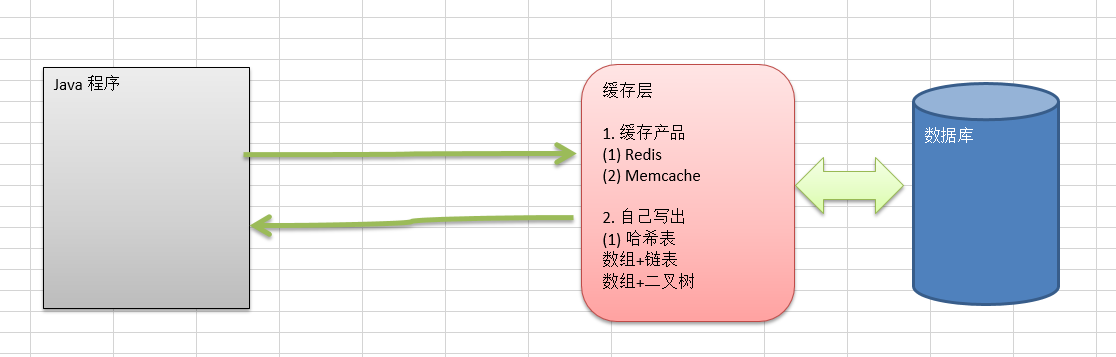 Java 程序
缓存层
1. 缓存产品
(1) Redis
(2) Memcache
2. 自己写出
(1) 哈希表
数组+链表
数组+二叉树
数据库